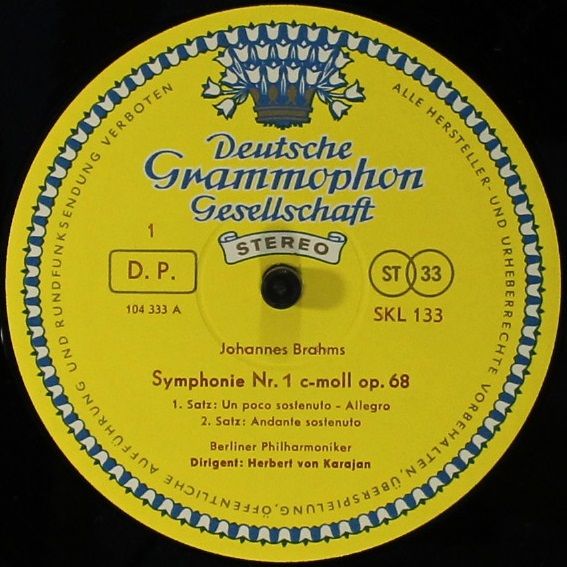 Deutsche
Grammophon
Gesellschaft
STEREO
1
D. P.
104 333 A
ST 33
SKL 133
Johannes Brahms
Symphonie Nr. 1 c-moll op. 68
1. Satz: Un poco sostenuto - Allegro
2. Satz: Andante sostenuto
Berliner Philharmoniker
Dirigent: Herbert von Karajan
ALLE HERSTELLER- UND URHEBERRECHTE VORBEHALTEN, ÜBERSPIELUNG, ÖFFENTLICHE AUFFÜHRUNG UND RUNDFUNKSENDUNG VERBOTEN